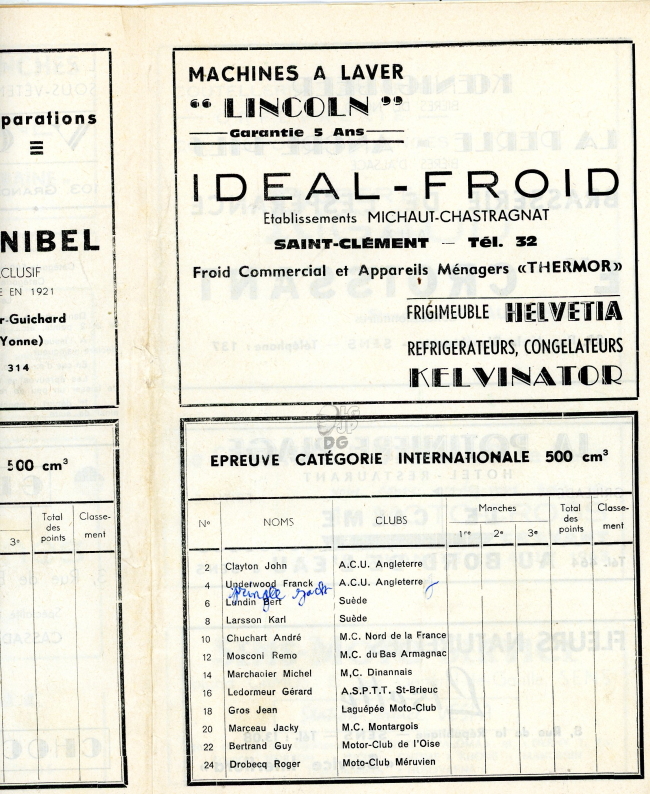 parations
NIBEL
CLUSIF
E EN 1921
r-Guichard
Yonne)
314
500 cm³
3e
Total des points
Classe-
ment
MACHINES A LAVER
“ LINCOLN ”
Garantie 5 Ans
IDEAL-FROID
Etablissements MICHAUT-CHASTRAGNAT
SAINT-CLÉMENT — Tél. 32
Froid Commercial et Appareils Ménagers «THERMOR»
FRIGIMEUBLE HELVETIA
REFRIGERATEURS, CONGELATEURS
KELVINATOR
DG
EPREUVE CATÉGORIE INTERNATIONALE 500 cm³
No NOMS CLUBS Manches 1re 2e 3e Total des points Classe-
ment
2 Clayton John A.C.U. Angleterre
4 Underwood Franck A.C.U. Angleterre
6 Lundin Bert Suède
8 Larsson Karl Suède
10 Chuchart André M.C. Nord de la France
12 Mosconi Remo M.C. du Bas Armagnac
14 Marchaoier Michel M,C. Dinannais
16 Ledormeur Gérard A.S.P.T.T. St-Brieuc
18 Gros Jean Laguépée Moto-Club
20 Marceau Jacky M.C. Montargois
22 Bertrand Guy Motor-Club de l'Oise
24 Drobecq Roger Moto-Club Méruvien